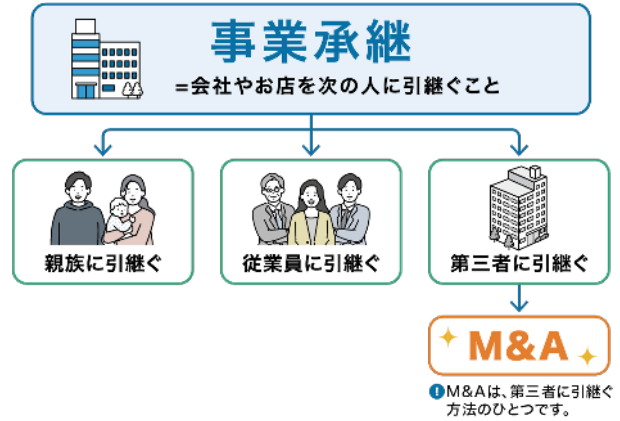 事業承継
=会社やお店を次の人に引継ぐこと
親族に引継ぐ
従業員に引継ぐ
第三者に引継ぐ
M&A
!M&Aは、第三者に引継ぐ
方法のひとつです。